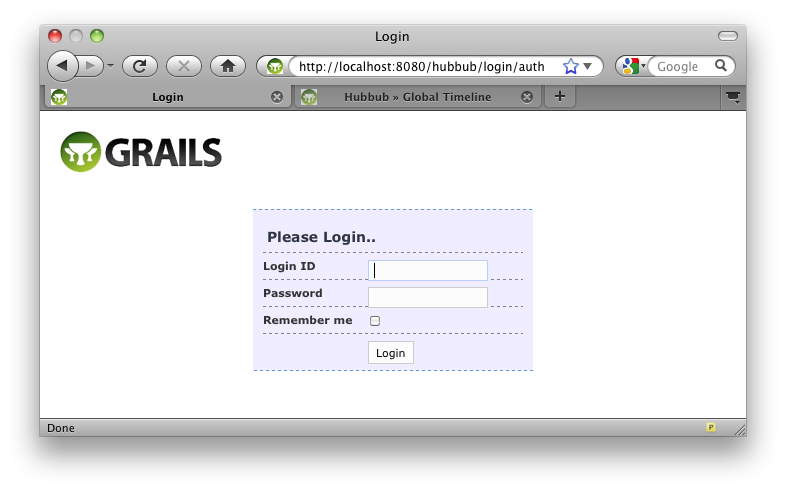 Login
http://localhost:8080/hubbub/login/auth
Google
Login
Hubbub » Global Timeline
GRAILS
Please Login..
Login ID
Password
Remember me
Login
Done
P